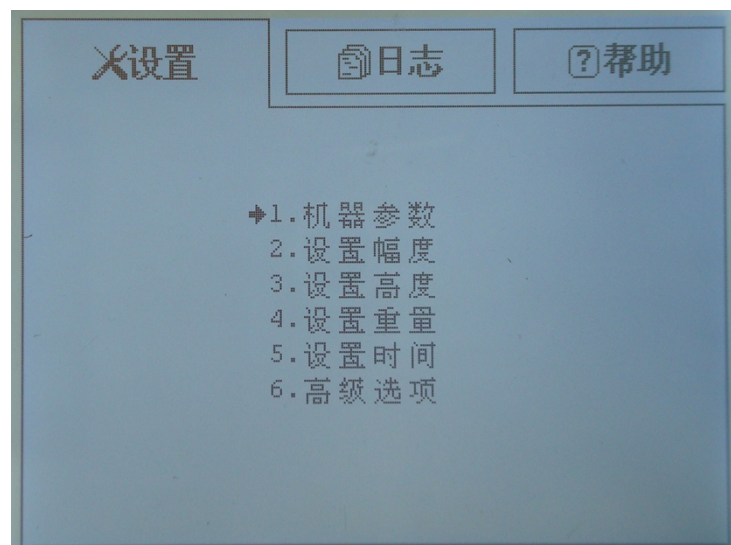 设置 日志 ?帮助
1.机器参数
2.设置幅度
3.设置高度
4.设置重量
5.设置时间
6.高级选项